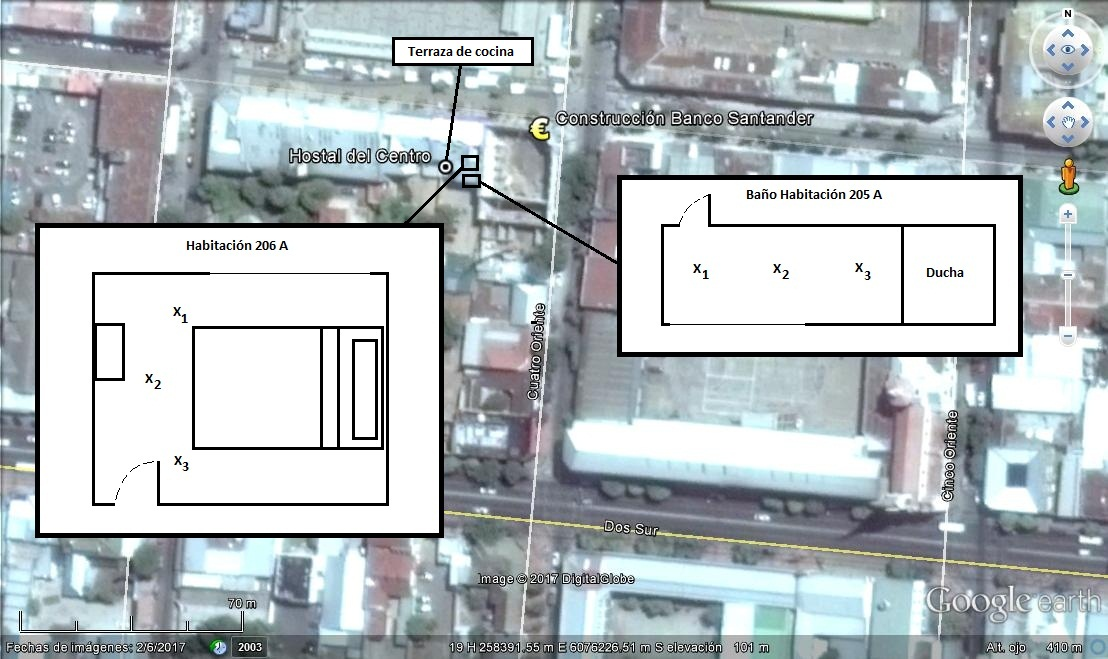 N
Terraza de cocina
€ Construcción Banco Santander
Hostal del Centro
Habitación 206 A
X1
X2
X3
Baño Habitación 205 A
X1 X2 X3 Ducha
Cuatro Oriente
Cinco Oriente
Dos Sur
Image © 2017 DigitalGlobe
Google earth
70 m
Fechas de imágenes: 2/6/2017 2003 19 H 258391.55 m E 6076226.51 m S elevación 101 m Alt. ojo 410 m